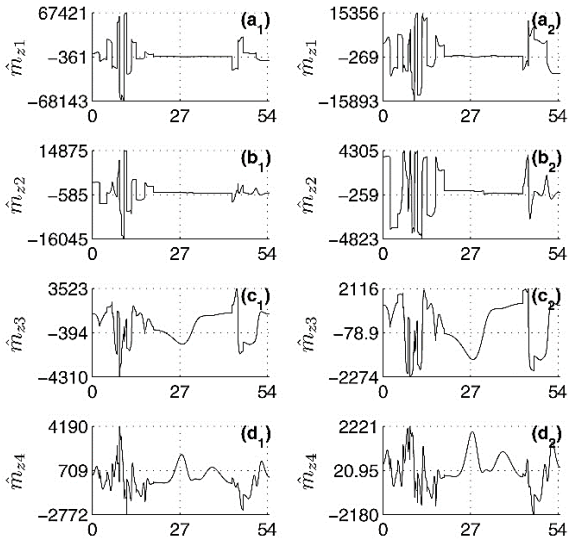 67421 (a₁) 15356 (a₂)
m̂z1 −361 m̂z1 −269
−68143 −15893
0 27 54 0 27 54
14875 (b₁) 4305 (b₂)
m̂z2 −585 m̂z2 −259
−16045 −4823
0 27 54 0 27 54
3523 (c₁) 2116 (c₂)
m̂z3 −394 m̂z3 −78.9
−4310 −2274
0 27 54 0 27 54
4190 (d₁) 2221 (d₂)
m̂z4 709 m̂z4 20.95
−2772 −2180
0 27 54 0 27 54